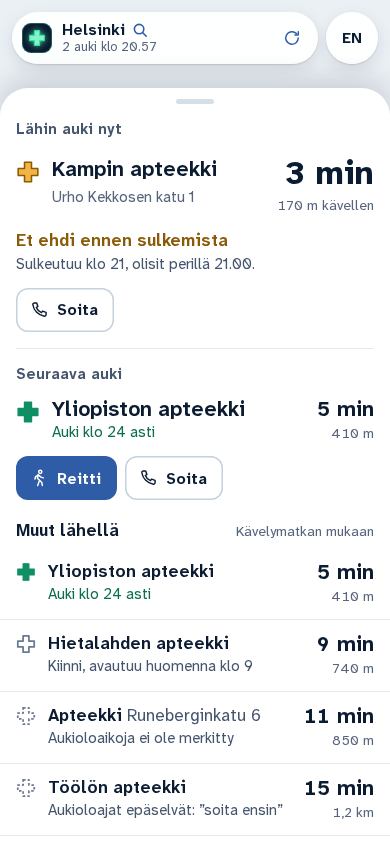 Helsinki
2 auki klo 20.57
EN
Lähin auki nyt
Kampin apteekki
3 min
Urho Kekkosen katu 1
170 m kävellen
Et ehdi ennen sulkemista
Sulkeutuu klo 21, olisit perillä 21.00.
Soita
Seuraava auki
Yliopiston apteekki
5 min
Auki klo 24 asti
410 m
Reitti
Soita
Muut lähellä
Kävelymatkan mukaan
Yliopiston apteekki
5 min
Auki klo 24 asti
410 m
Hietalahden apteekki
9 min
Kiinni, avautuu huomenna klo 9
740 m
Apteekki Runeberginkatu 6
11 min
Aukioloaikoja ei ole merkitty
850 m
Töölön apteekki
15 min
Aukioloajat epäselvät: ”soita ensin”
1,2 km